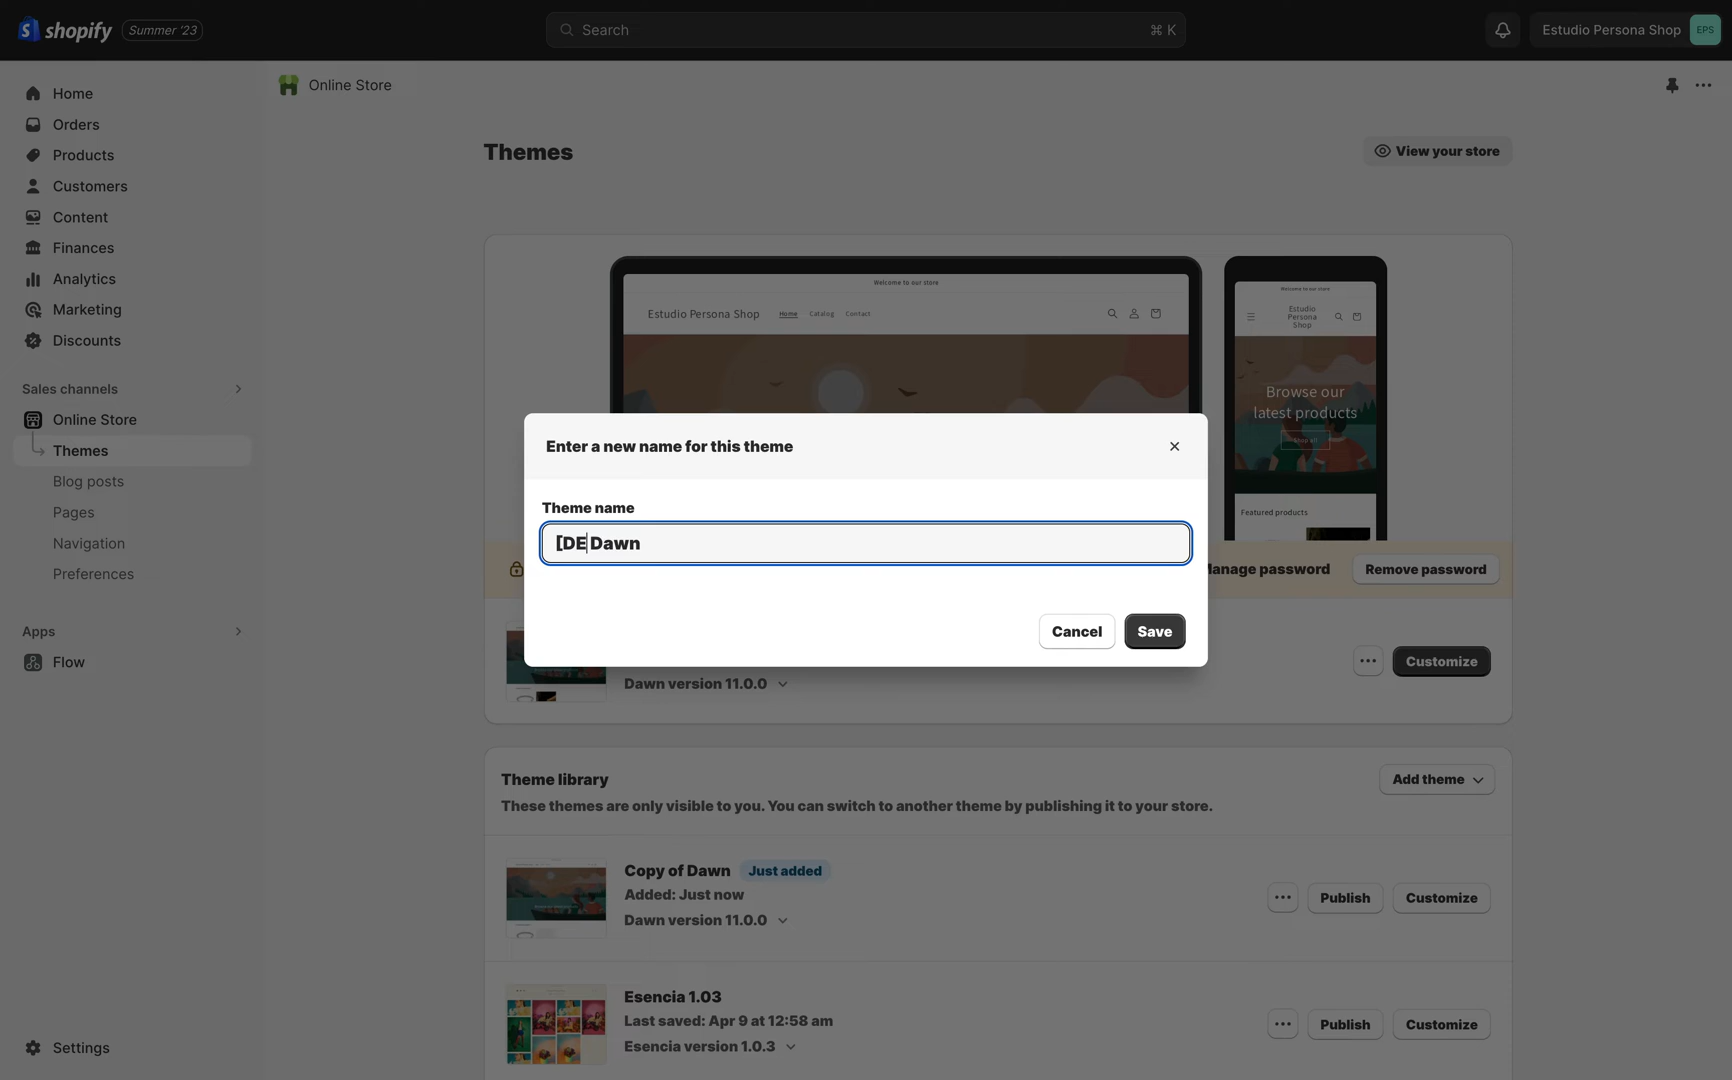 shopify
Summer '23
Search
⌘ K
Estudio Persona Shop
EPS
Home
Orders
Products
Customers
Content
Finances
Analytics
Marketing
Discounts
Sales channels
Online Store
Themes
Blog posts
Pages
Navigation
Preferences
Apps
Flow
Settings
Online Store
Themes
View your store
Welcome to our store
Estudio Persona Shop
Home
Catalog
Contact
Welcome to our store
Estudio
Persona
Shop
Browse our
latest products
Shop all
Featured products
Enter a new name for this theme
Theme name
[DE Dawn
Cancel
Save
Manage password
Remove password
Dawn version 11.0.0
Customize
Theme library
Add theme
These themes are only visible to you. You can switch to another theme by publishing it to your store.
Copy of Dawn
Just added
Added: Just now
Dawn version 11.0.0
Publish
Customize
Esencia 1.03
Last saved: Apr 9 at 12:58 am
Esencia version 1.0.3
Publish
Customize